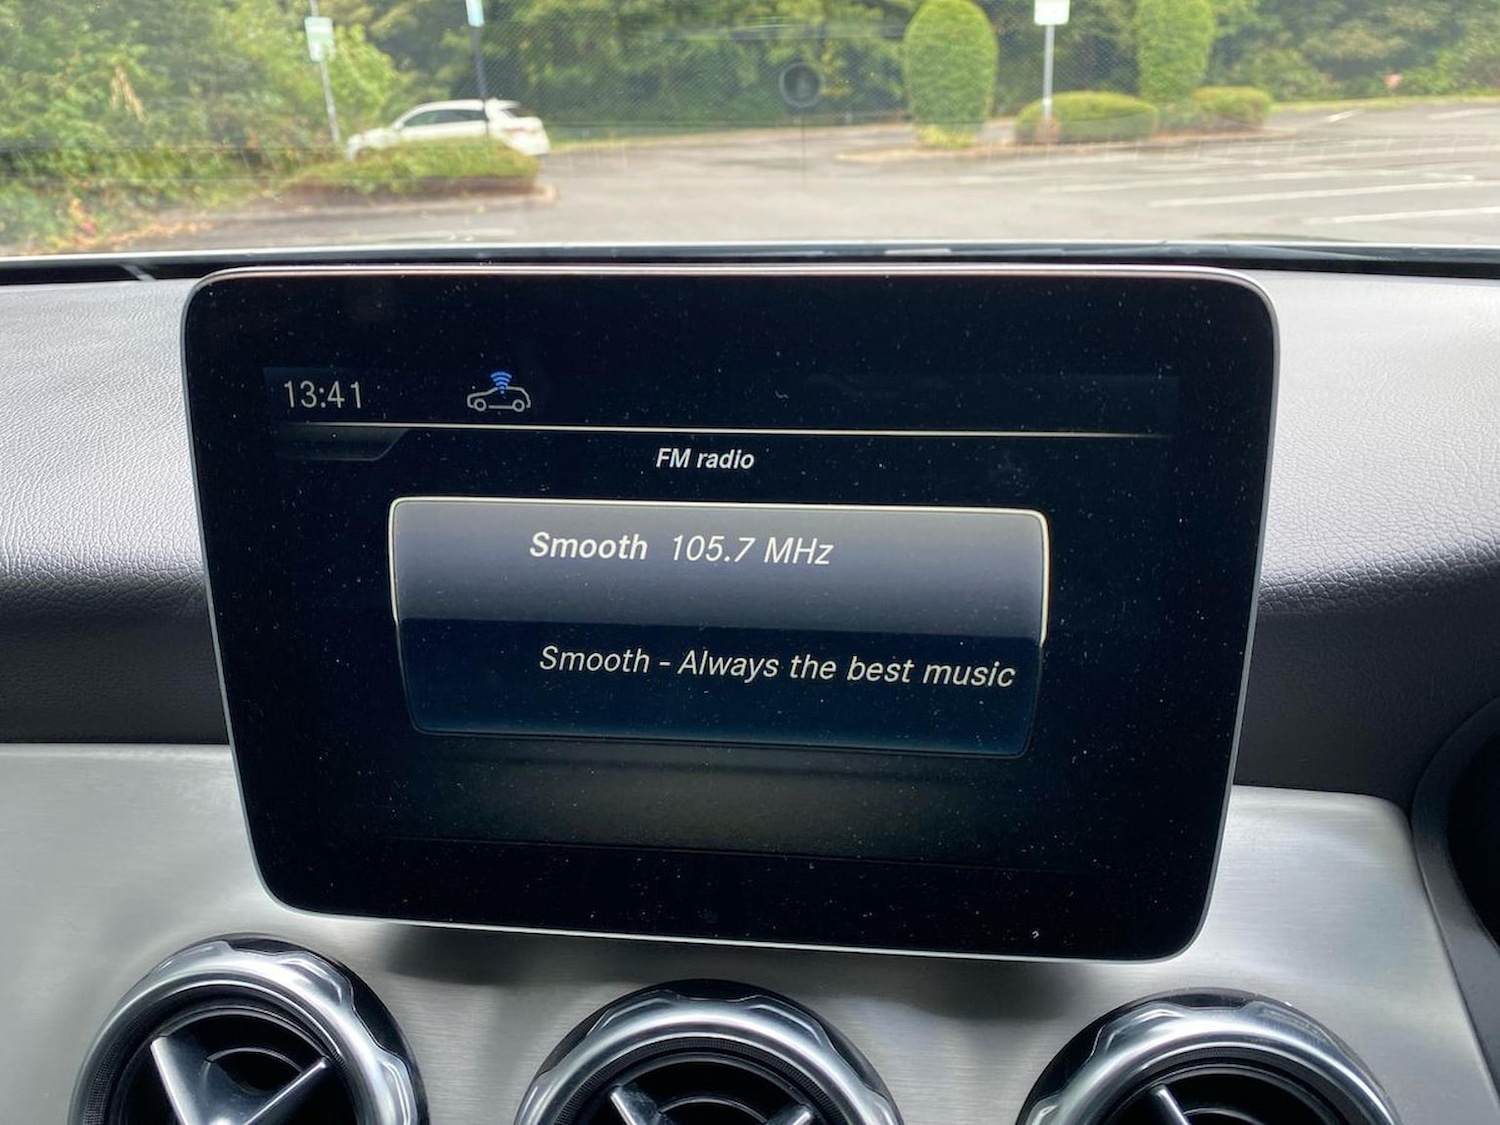 13:41
FM radio
Smooth 105.7 MHz
Smooth - Always the best music